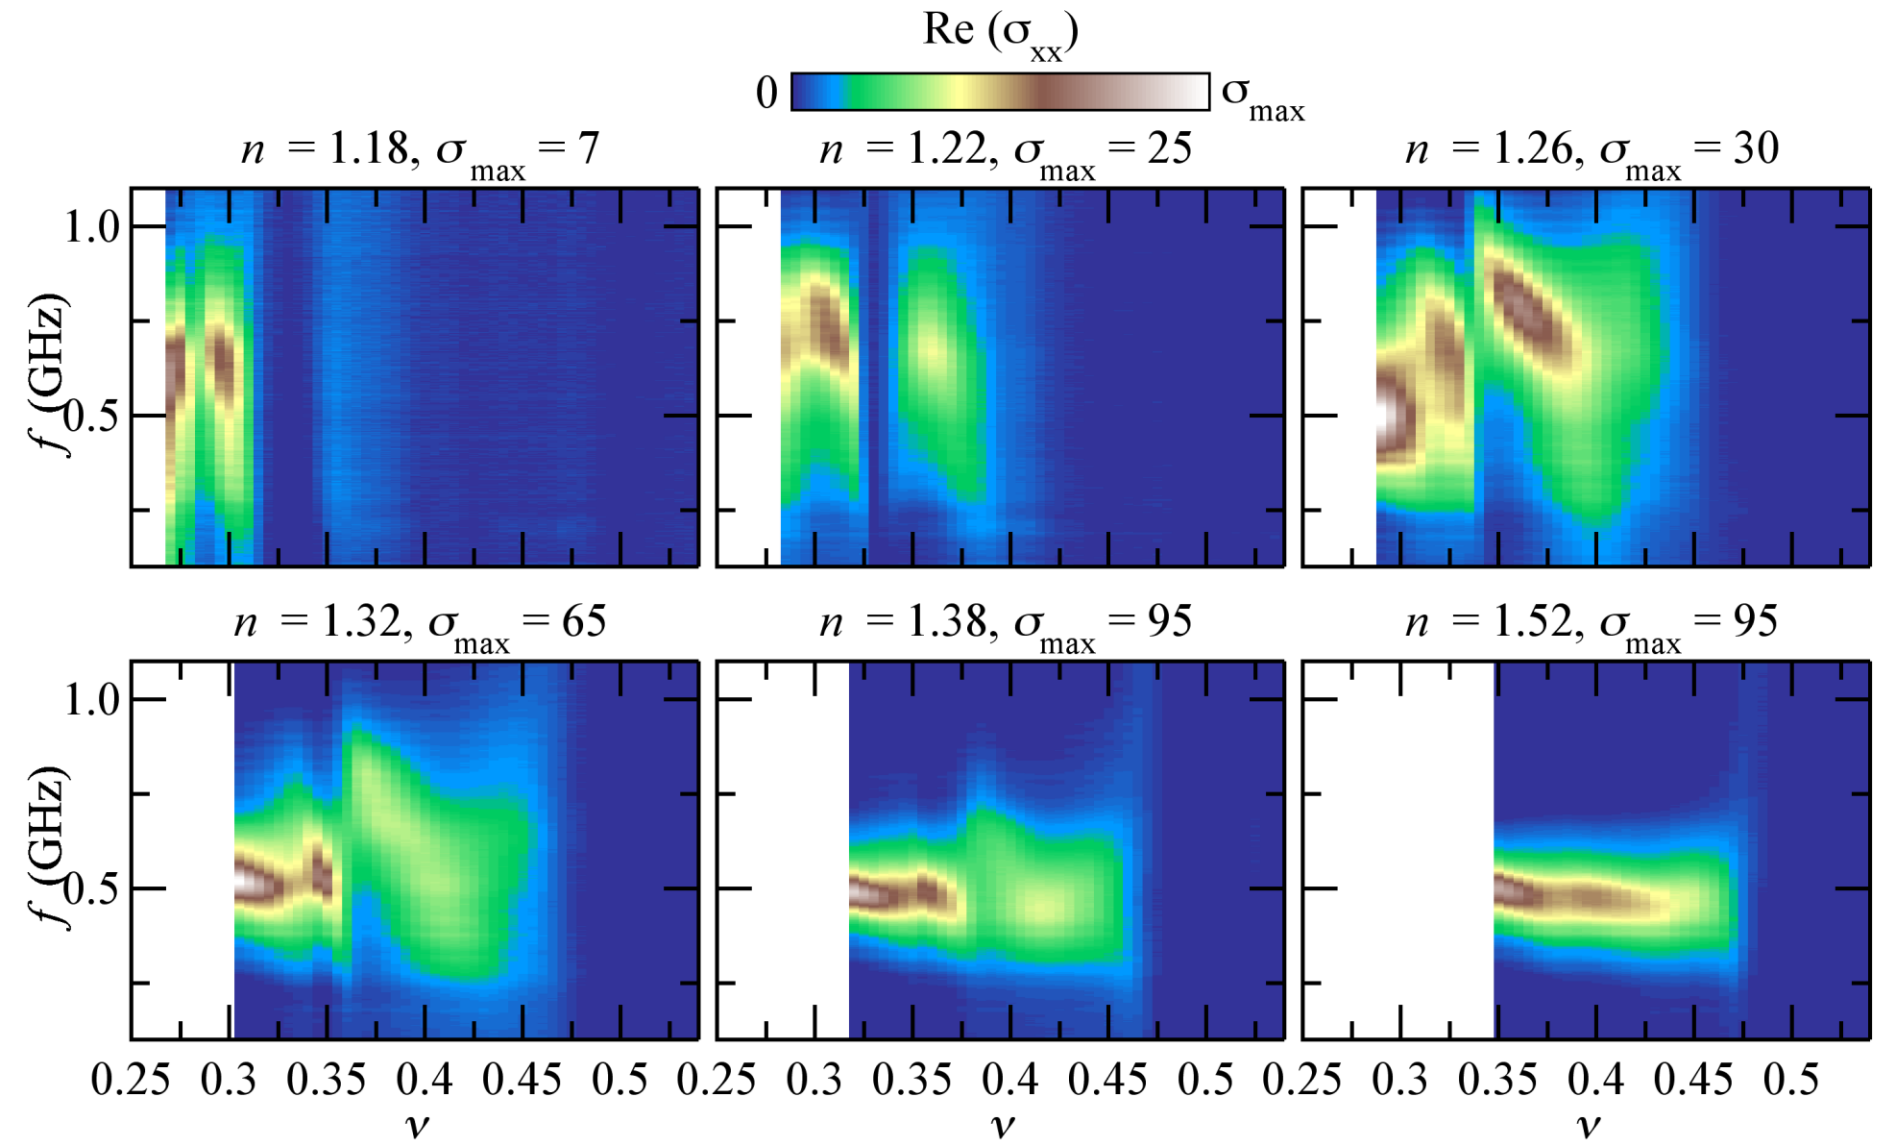 Re (σxx)
0 σmax
n = 1.18, σmax = 7
n = 1.22, σmax = 25
n = 1.26, σmax = 30
1.0
0.5
f (GHz)
n = 1.32, σmax = 65
n = 1.38, σmax = 95
n = 1.52, σmax = 95
1.0
0.5
f (GHz)
0.25 0.3 0.35 0.4 0.45 0.5 0.25 0.3 0.35 0.4 0.45 0.5 0.25 0.3 0.35 0.4 0.45 0.5
ν ν ν